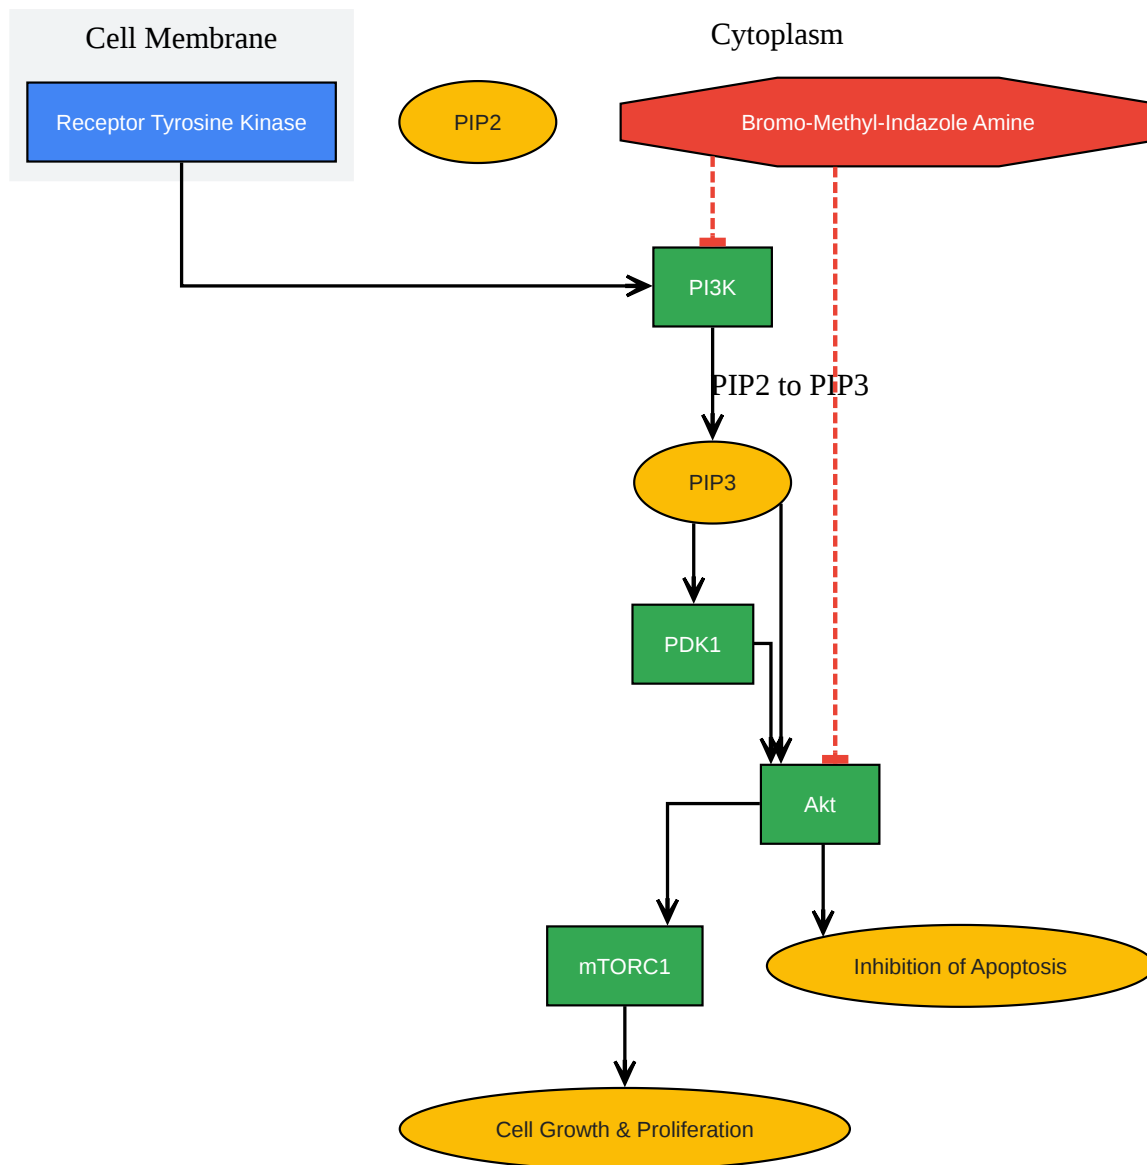 Cell Membrane
Cytoplasm
Receptor Tyrosine Kinase
PIP2
Bromo-Methyl-Indazole Amine
PI3K
PIP2 to PIP3
PIP3
PDK1
Akt
mTORC1
Inhibition of Apoptosis
Cell Growth & Proliferation